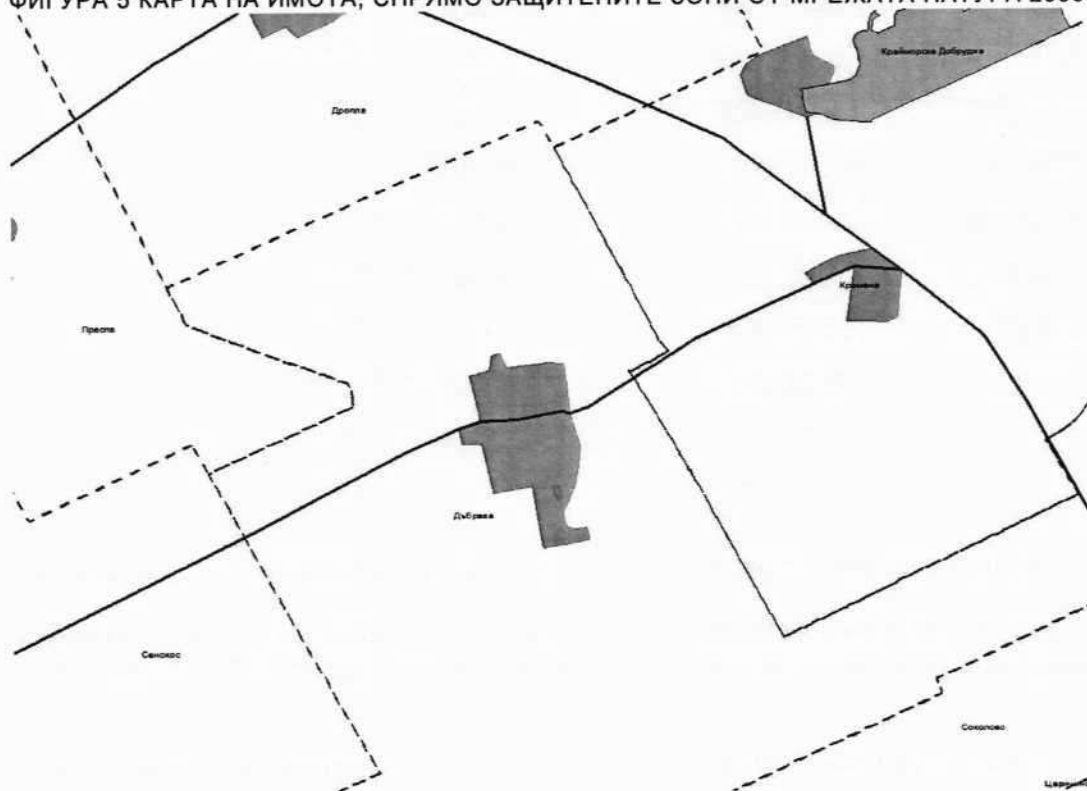 ФИГУРА 5 КАРТА НА ИМОТА, СПРЯМО ЗАЩИТЕНИТЕ ЗОНИ ОТ МРЕЖАТА НАТУРА 2000
Крайморска Добруджа
Дропла
Кремена
Преспа
Дъбрава
Сенокос
Соколово